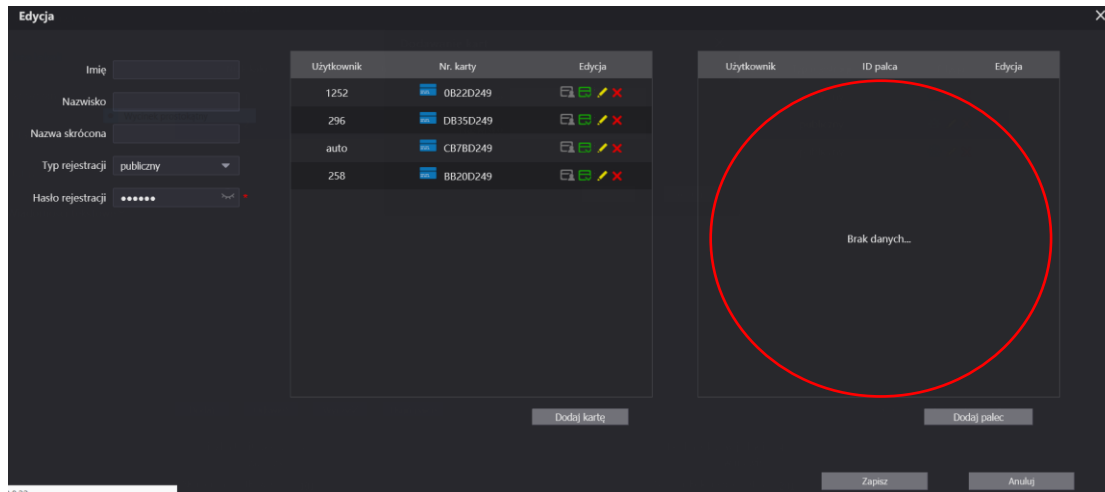 Edycja
Imię
Nazwisko
Nazwa skrócona
Typ rejestracji publiczny
Hasło rejestracji ●●●●●● *
Użytkownik Nr. karty Edycja
1252 0B22D249
296 DB35D249
auto CB7BD249
258 BB20D249
Dodaj kartę
Użytkownik ID palca Edycja
Brak danych...
Dodaj palec
Zapisz Anuluj